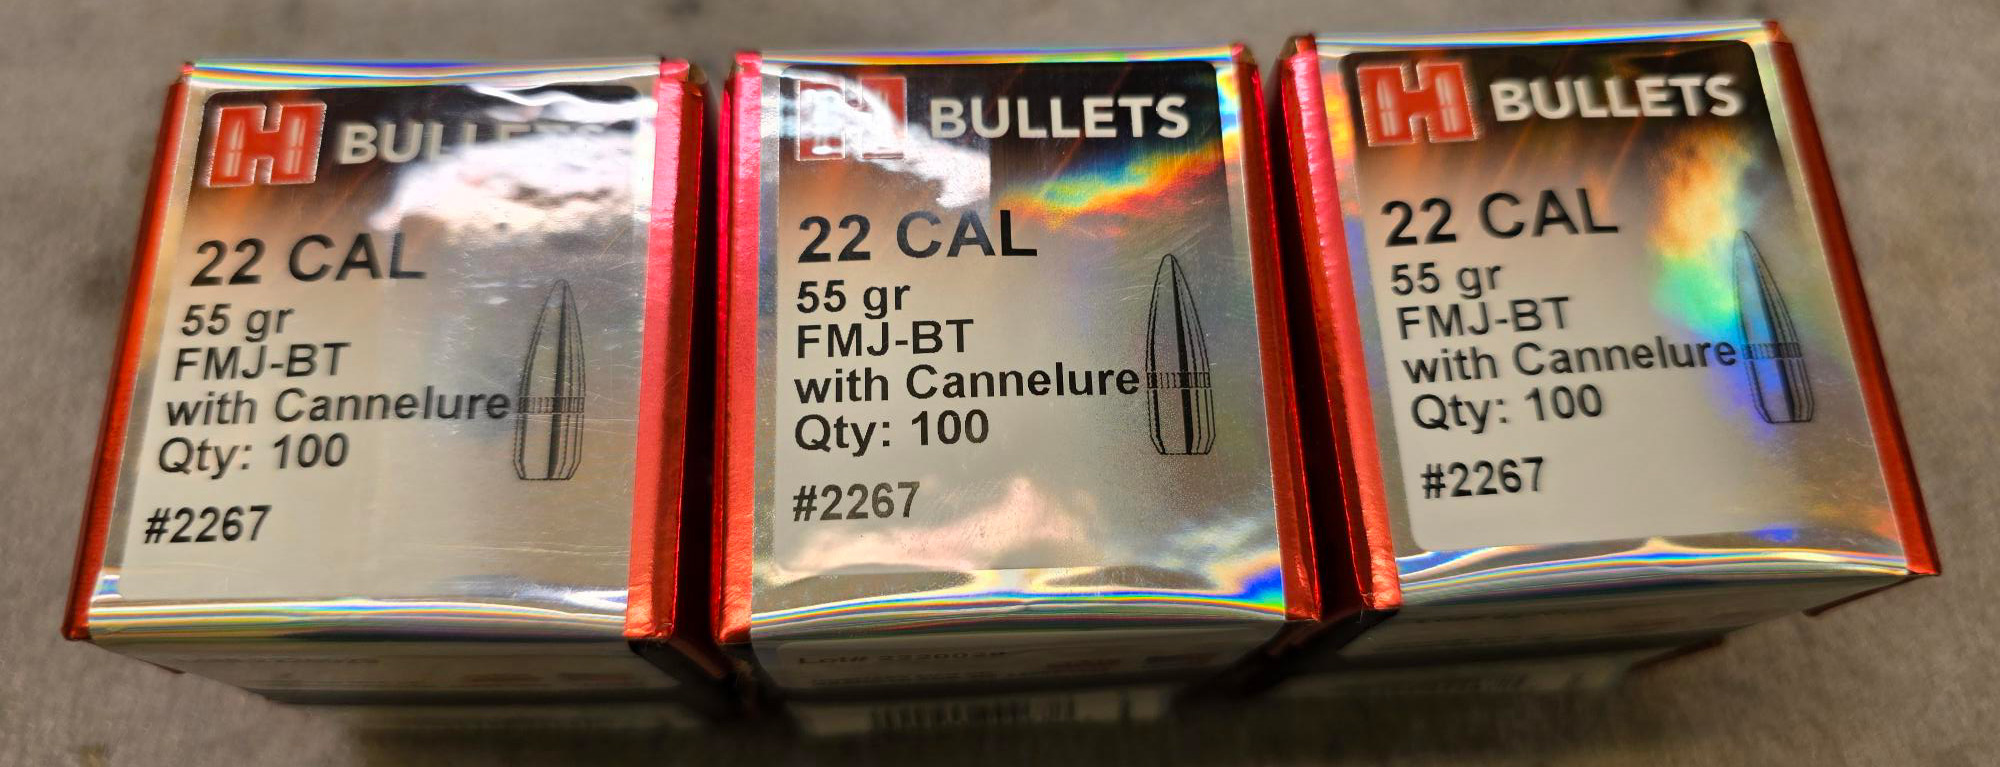 H BULLETS
22 CAL
55 gr
FMJ-BT
with Cannelure
Qty: 100
#2267
H BULLETS
22 CAL
55 gr
FMJ-BT
with Cannelure
Qty: 100
#2267
H BULLETS
22 CAL
55 gr
FMJ-BT
with Cannelure
Qty: 100
#2267
Lot#